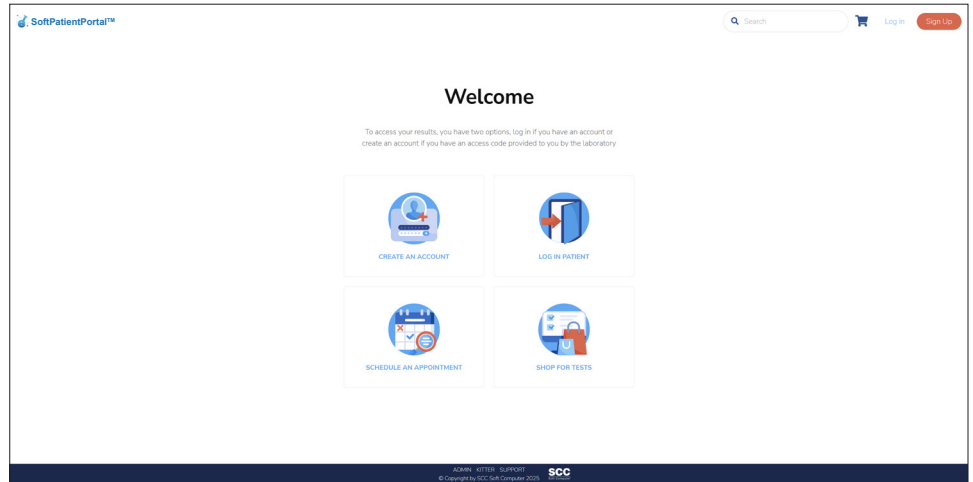 SoftPatientPortal™
Search
Log in
Sign Up
Welcome
To access your results, you have two options, log in if you have an account or
create an account if you have an access code provided to you by the laboratory
CREATE AN ACCOUNT
LOG IN PATIENT
SCHEDULE AN APPOINTMENT
SHOP FOR TESTS
ADMIN KITTER SUPPORT
© Copyright by SCC Soft Computer 2025
SCC